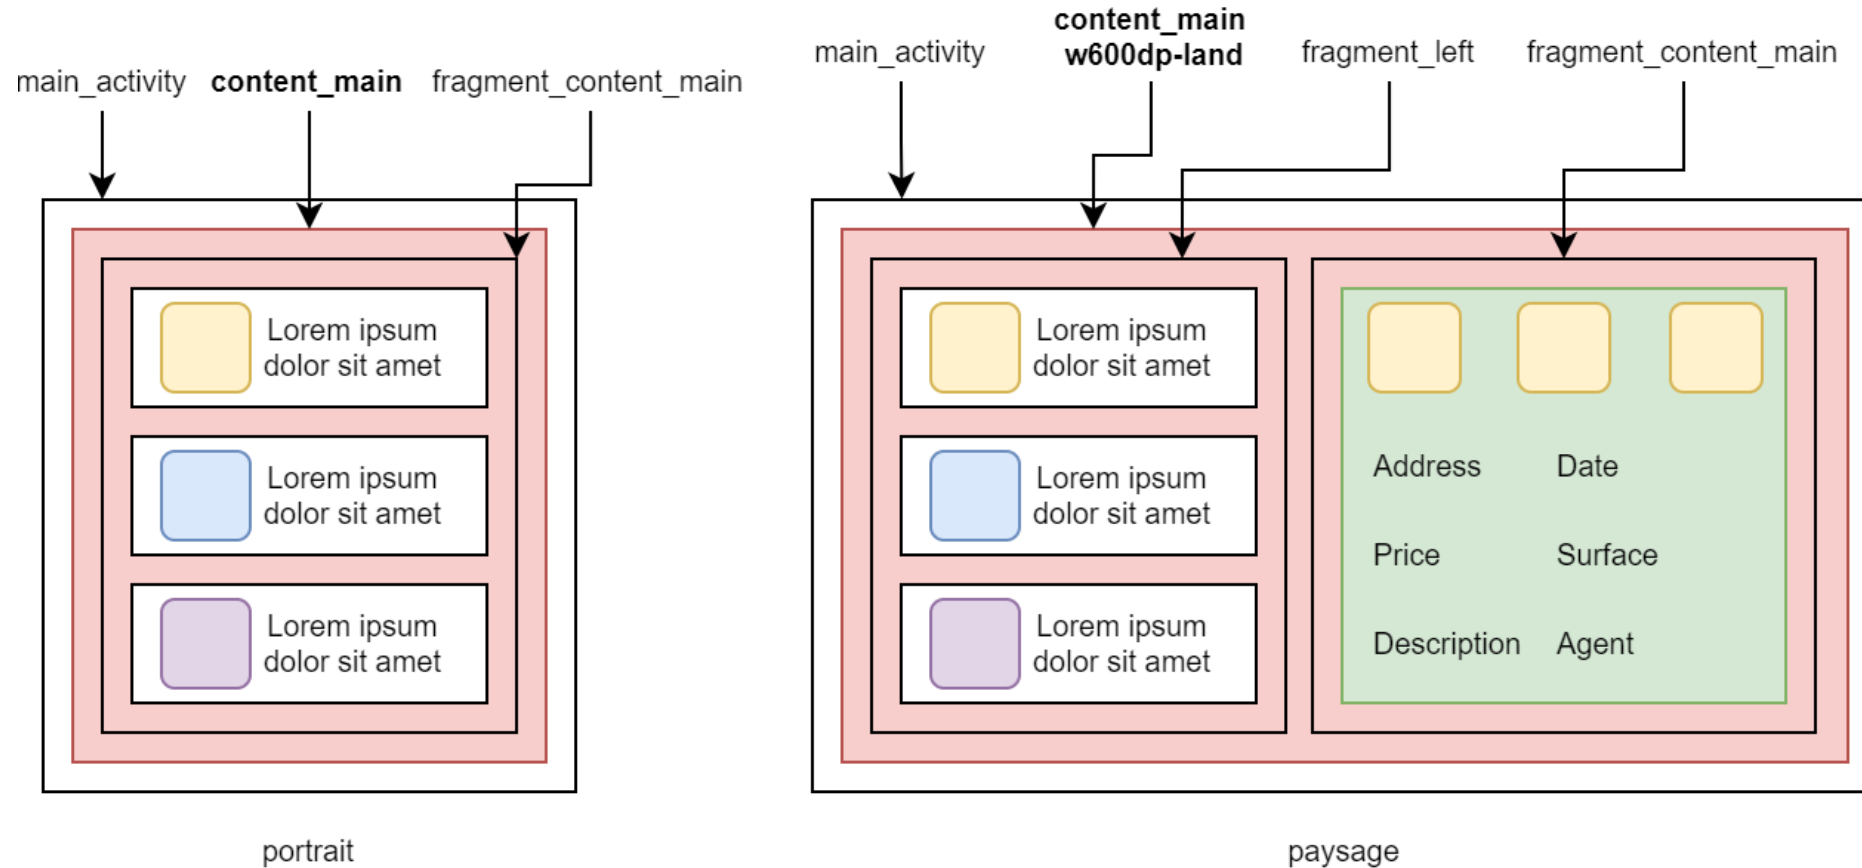 main_activity
content_main
fragment_content_main
Lorem ipsum
dolor sit amet
Lorem ipsum
dolor sit amet
Lorem ipsum
dolor sit amet
portrait
main_activity
content_main
w600dp-land
fragment_left
fragment_content_main
Lorem ipsum
dolor sit amet
Lorem ipsum
dolor sit amet
Lorem ipsum
dolor sit amet
Address
Date
Price
Surface
Description
Agent
paysage